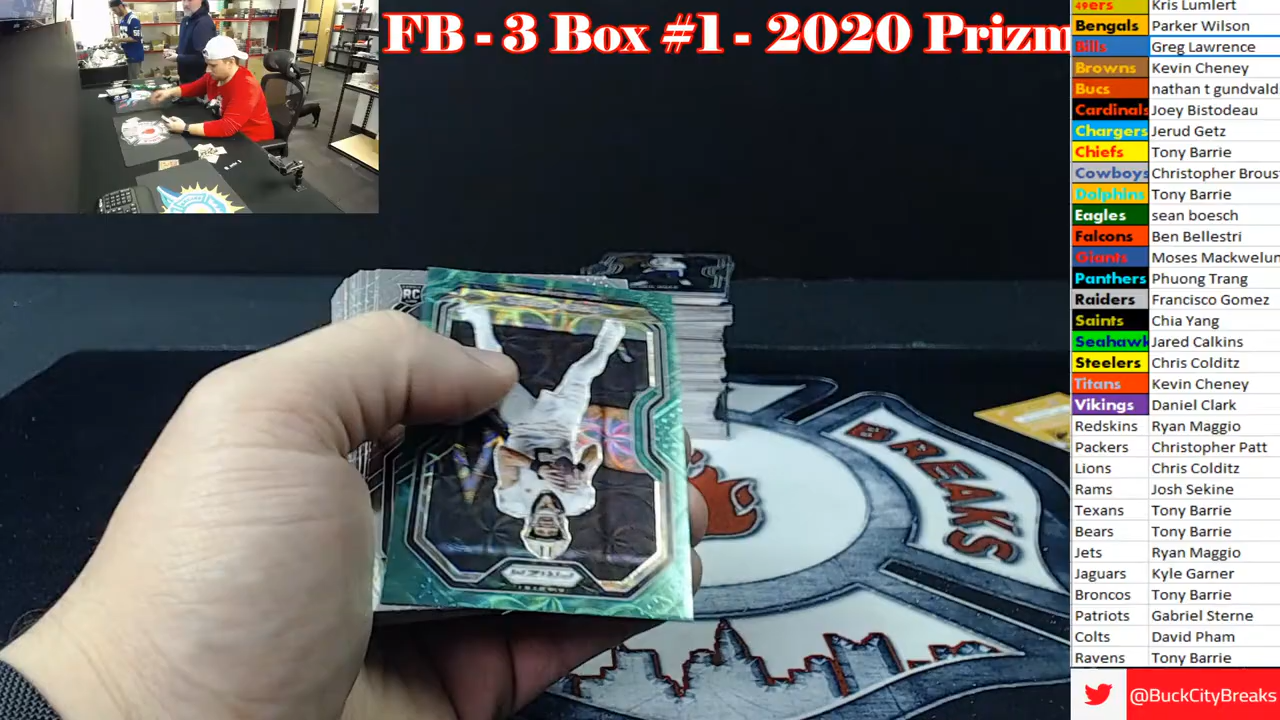 FB - 3 Box #1 - 2020 Prizm
49ers Kris Lumlert
Bengals Parker Wilson
Bills Greg Lawrence
Browns Kevin Cheney
Bucs nathan t gundvald
Cardinals Joey Bistodeau
Chargers Jerud Getz
Chiefs Tony Barrie
Cowboys Christopher Brous
Dolphins Tony Barrie
Eagles sean boesch
Falcons Ben Bellestri
Giants Moses Mackwelun
Panthers Phuong Trang
Raiders Francisco Gomez
Saints Chia Yang
Seahawk Jared Calkins
Steelers Chris Colditz
Titans Kevin Cheney
Vikings Daniel Clark
Redskins Ryan Maggio
Packers Christopher Patt
Lions Chris Colditz
Rams Josh Sekine
Texans Tony Barrie
Bears Tony Barrie
Jets Ryan Maggio
Jaguars Kyle Garner
Broncos Tony Barrie
Patriots Gabriel Sterne
Colts David Pham
Ravens Tony Barrie
@BuckCityBreaks
RC
PRIZM
BREAKS